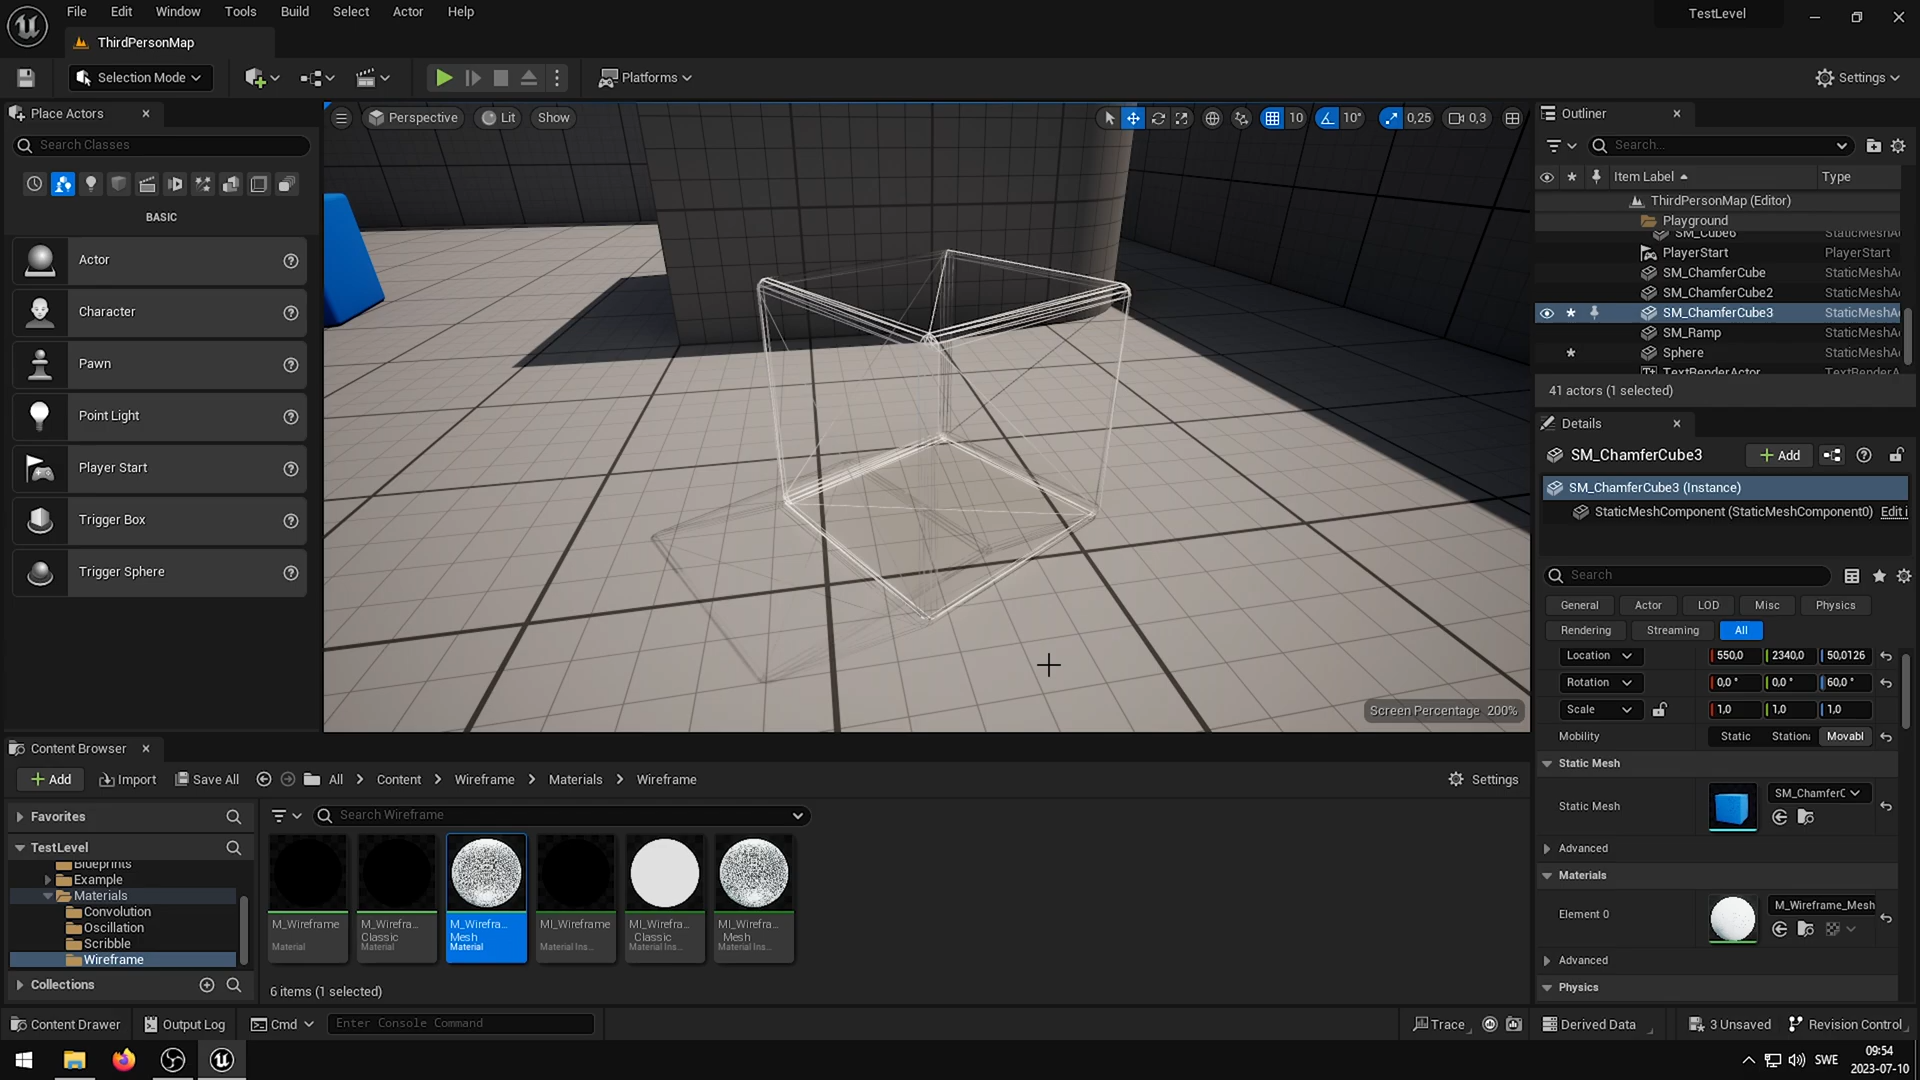 File Edit Window Tools Build Select Actor Help
TestLevel
ThirdPersonMap
Selection Mode
Platforms
Settings
Place Actors
Search Classes
BASIC
Actor
Character
Pawn
Point Light
Player Start
Trigger Box
Trigger Sphere
Perspective Lit Show
10 10° 0,25 0,3
Screen Percentage 200%
Outliner
Search...
Item Label Type
ThirdPersonMap (Editor)
Playground
SM_Cube6 StaticMeshA
PlayerStart PlayerStart
SM_ChamferCube StaticMeshA
SM_ChamferCube2 StaticMeshA
SM_ChamferCube3 StaticMeshA
SM_Ramp StaticMeshA
Sphere StaticMeshA
TextRenderActor TextRenderA
41 actors (1 selected)
Details
SM_ChamferCube3
Add
SM_ChamferCube3 (Instance)
StaticMeshComponent (StaticMeshComponent0) Edit i
Search
General Actor LOD Misc Physics
Rendering Streaming All
Location 550,0 2340,0 50,0126
Rotation 0,0 ° 0,0 ° 60,0 °
Scale 1,0 1,0 1,0
Mobility Static Station Movabl
Static Mesh
Static Mesh SM_ChamferC
Advanced
Materials
Element 0 M_Wireframe_Mesh
Advanced
Physics
Content Browser
Add Import Save All All > Content > Wireframe > Materials > Wireframe Settings
Favorites
TestLevel
Blueprints
Example
Materials
Convolution
Oscillation
Scribble
Wireframe
Collections
Search Wireframe
M_Wireframe
Material
M_Wirefra...
Classic
Material
M_Wirefra...
Mesh
Material
MI_Wireframe
Material Ins...
MI_Wirefra...
_Classic
Material Ins...
MI_Wirefra...
_Mesh
Material Ins...
6 items (1 selected)
Content Drawer Output Log Cmd Enter Console Command Trace Derived Data 3 Unsaved Revision Control
SWE
09:54
2023-07-10